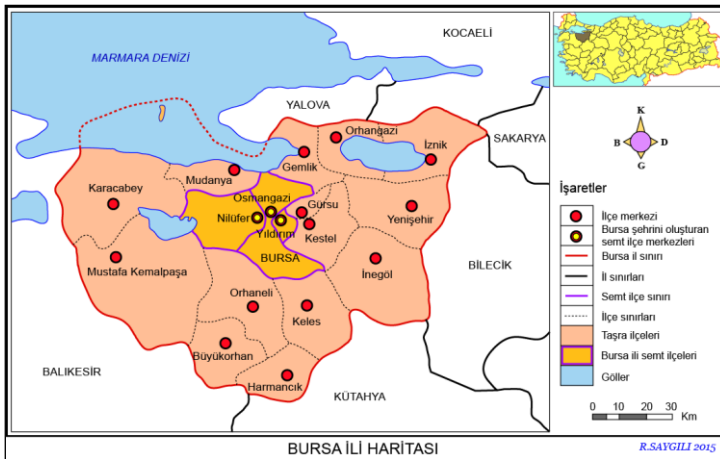 KOCAELİ
MARMARA DENİZİ
YALOVA
SAKARYA
Orhangazi
İznik
Gemlik
Mudanya
Karacabey
Osmangazi
Gürsu
Nilüfer
Yıldırım
Kestel
Yenişehir
BURSA
Mustafa Kemalpaşa
İnegöl
BİLECİK
Orhaneli
Keles
Büyükorhan
Harmancık
BALIKESİR
KÜTAHYA
K
B D
G
İşaretler
İlçe merkezi
Bursa şehrini oluşturan
semt ilçe merkezleri
Bursa il sınırı
İl sınırları
Semt ilçe sınırı
İlçe sınırları
Taşra ilçeleri
Bursa ili semt ilçeleri
Göller
0 10 20 30
Km
BURSA İLİ HARİTASI
R.SAYGILI 2015